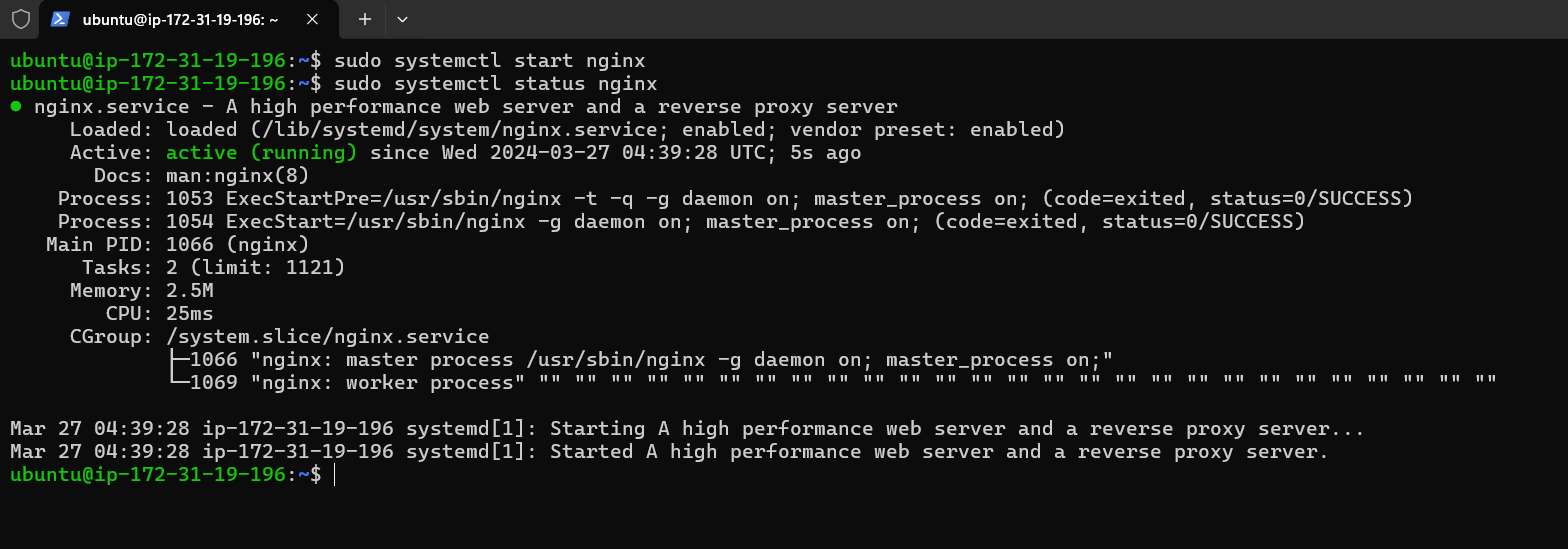 ubuntu@ip-172-31-19-196: ~
ubuntu@ip-172-31-19-196:~$ sudo systemctl start nginx
ubuntu@ip-172-31-19-196:~$ sudo systemctl status nginx
● nginx.service - A high performance web server and a reverse proxy server
     Loaded: loaded (/lib/systemd/system/nginx.service; enabled; vendor preset: enabled)
     Active: active (running) since Wed 2024-03-27 04:39:28 UTC; 5s ago
       Docs: man:nginx(8)
    Process: 1053 ExecStartPre=/usr/sbin/nginx -t -q -g daemon on; master_process on; (code=exited, status=0/SUCCESS)
    Process: 1054 ExecStart=/usr/sbin/nginx -g daemon on; master_process on; (code=exited, status=0/SUCCESS)
   Main PID: 1066 (nginx)
      Tasks: 2 (limit: 1121)
     Memory: 2.5M
        CPU: 25ms
     CGroup: /system.slice/nginx.service
             ├─1066 "nginx: master process /usr/sbin/nginx -g daemon on; master_process on;"
             └─1069 "nginx: worker process" "" "" "" "" "" "" "" "" "" "" "" "" "" "" "" "" "" "" "" "" "" "" "" "" "" "" ""
Mar 27 04:39:28 ip-172-31-19-196 systemd[1]: Starting A high performance web server and a reverse proxy server...
Mar 27 04:39:28 ip-172-31-19-196 systemd[1]: Started A high performance web server and a reverse proxy server.
ubuntu@ip-172-31-19-196:~$